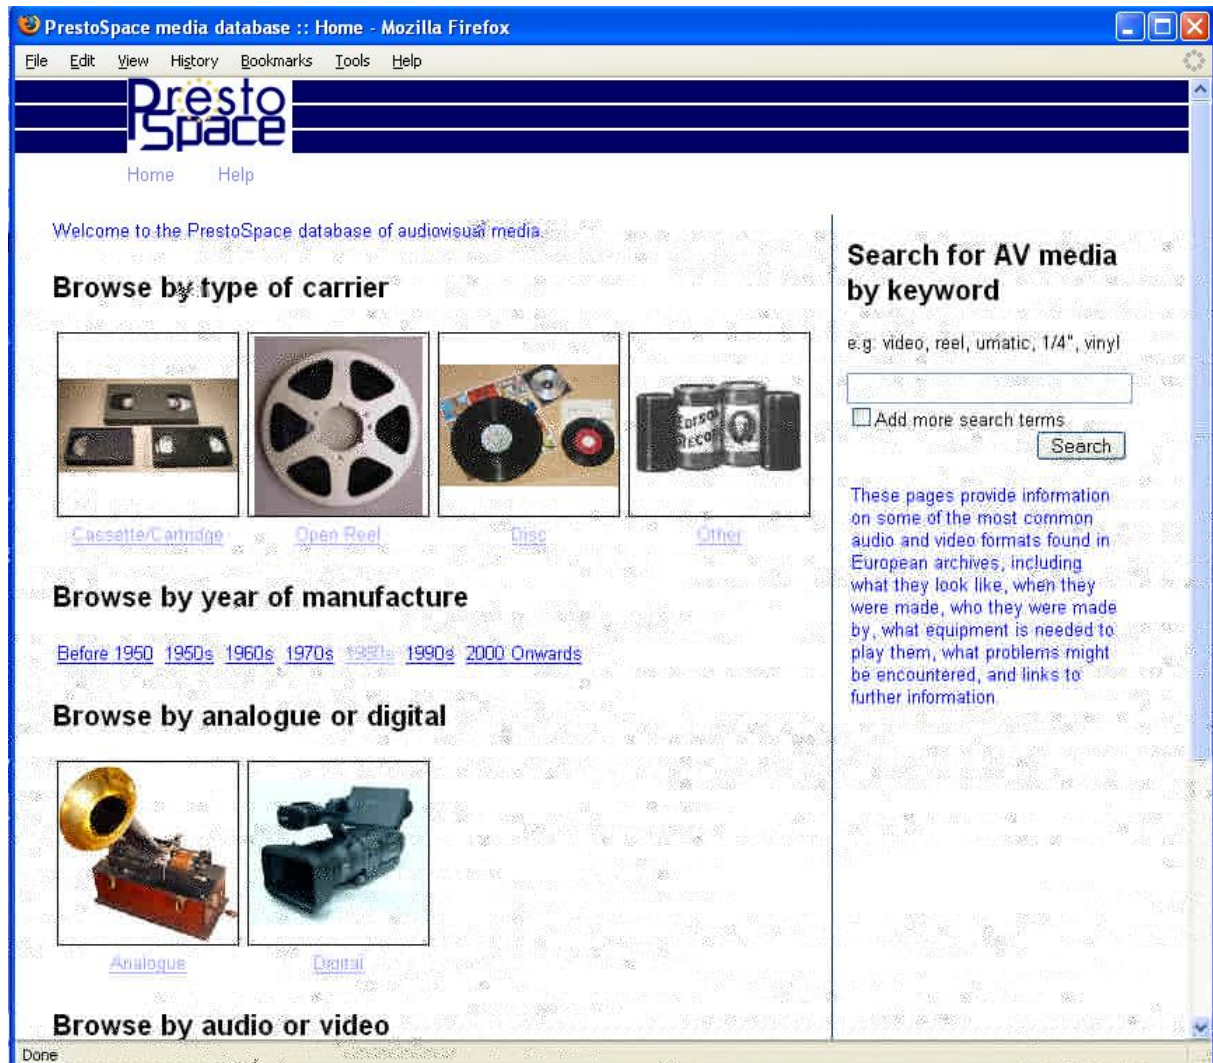 PrestoSpace media database :: Home - Mozilla Firefox
File Edit View History Bookmarks Tools Help
Presto
Space
Home Help
Welcome to the PrestoSpace database of audiovisual media.
Browse by type of carrier
EDISON
RECO
Cassette/Cartridge Open Reel Disc Other
Browse by year of manufacture
Before 1950 1950s 1960s 1970s 1980s 1990s 2000 Onwards
Browse by analogue or digital
Analogue Digital
Browse by audio or video
Search for AV media
by keyword
e.g: video, reel, umatic, 1/4", vinyl
Add more search terms
Search
These pages provide information
on some of the most common
audio and video formats found in
European archives, including
what they look like, when they
were made, who they were made
by, what equipment is needed to
play them, what problems might
be encountered, and links to
further information.
Done